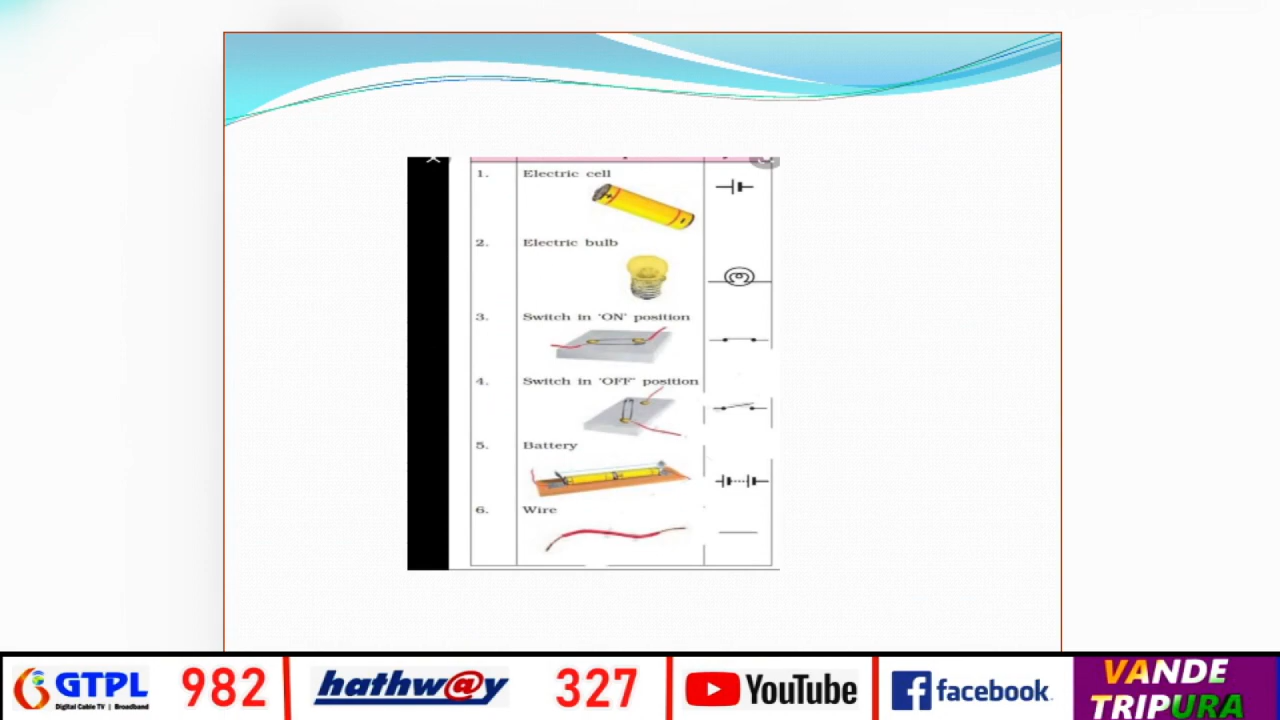 1. Electric cell
2. Electric bulb
3. Switch in 'ON' position
4. Switch in 'OFF' position
5. Battery
6. Wire
GTPL 982 hathw@y 327 YouTube facebook VANDE
Digital Cable TV | Broadband TRIPURA